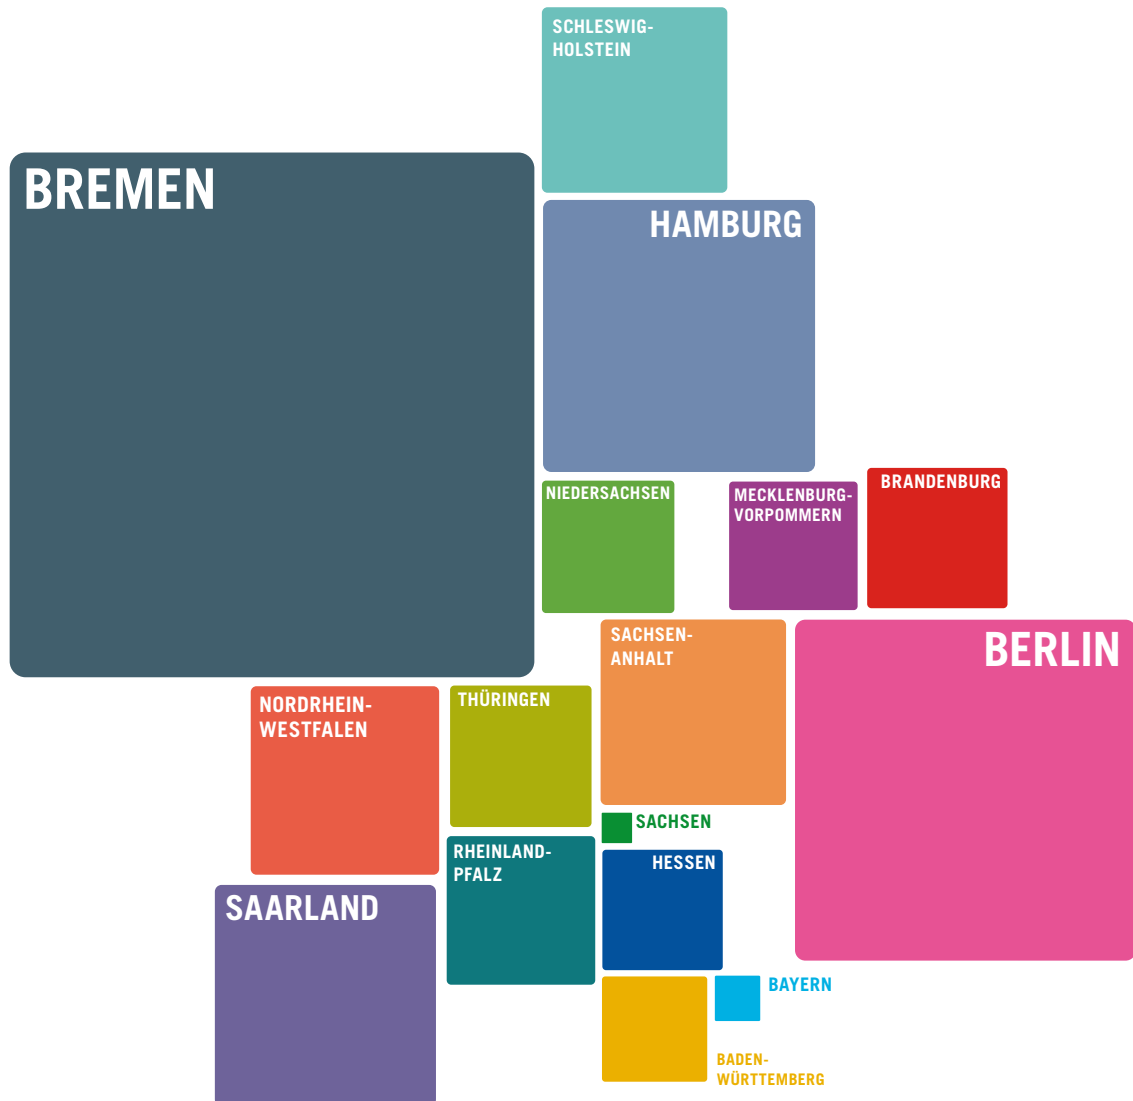 SCHLESWIG-
HOLSTEIN
BREMEN
HAMBURG
NIEDERSACHSEN
MECKLENBURG-
VORPOMMERN
BRANDENBURG
SACHSEN-
ANHALT
BERLIN
NORDRHEIN-
WESTFALEN
THÜRINGEN
SACHSEN
RHEINLAND-
PFALZ
HESSEN
SAARLAND
BAYERN
BADEN-
WÜRTTEMBERG